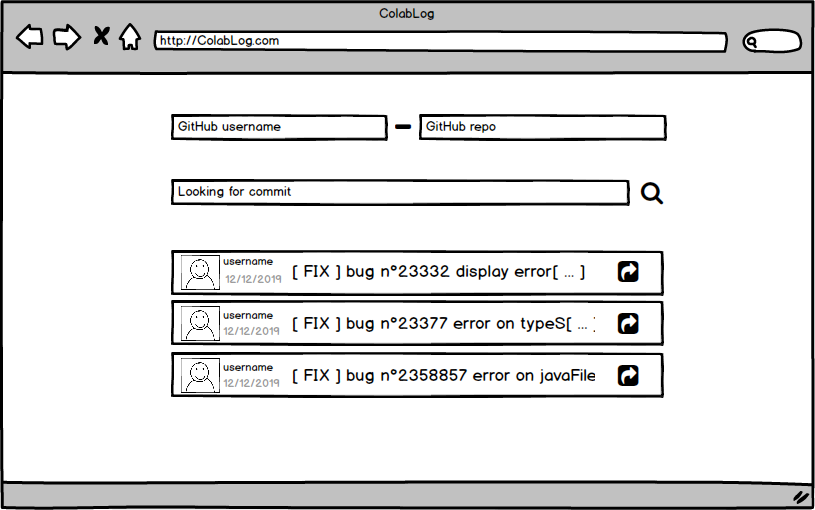 ColabLog
http://ColabLog.com
GitHub username
GitHub repo
Looking for commit
username
12/12/2019
[ FIX ] bug n°23332 display error[ ... ]
username
12/12/2019
[ FIX ] bug n°23377 error on typeS[ ... ]
username
12/12/2019
[ FIX ] bug n°2358857 error on javaFile